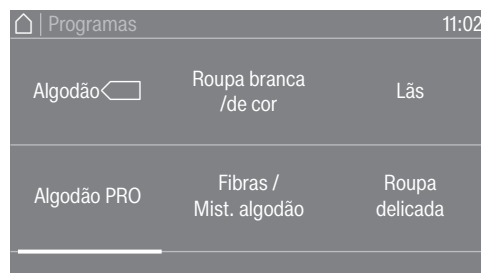 Programas 11:02
Algodão
Roupa branca
/de cor
Lãs
Algodão PRO
Fibras /
Mist. algodão
Roupa
delicada